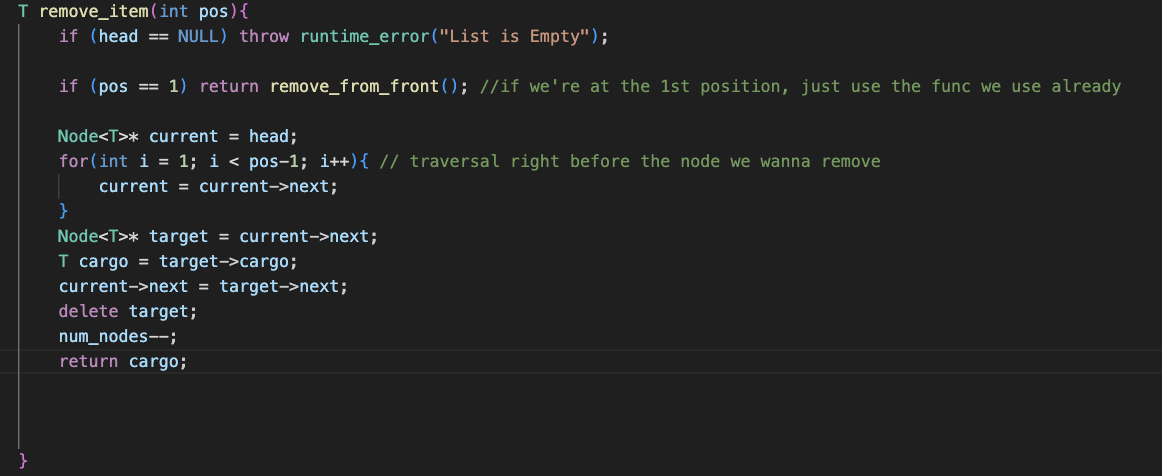 T remove_item(int pos){
if (head == NULL) throw runtime_error("List is Empty");
if (pos == 1) return remove_from_front(); //if we're at the 1st position, just use the func we use already
Node<T>* current = head;
for(int i = 1; i < pos-1; i++){ // traversal right before the node we wanna remove
current = current->next;
}
Node<T>* target = current->next;
T cargo = target->cargo;
current->next = target->next;
delete target;
num_nodes--;
return cargo;
}